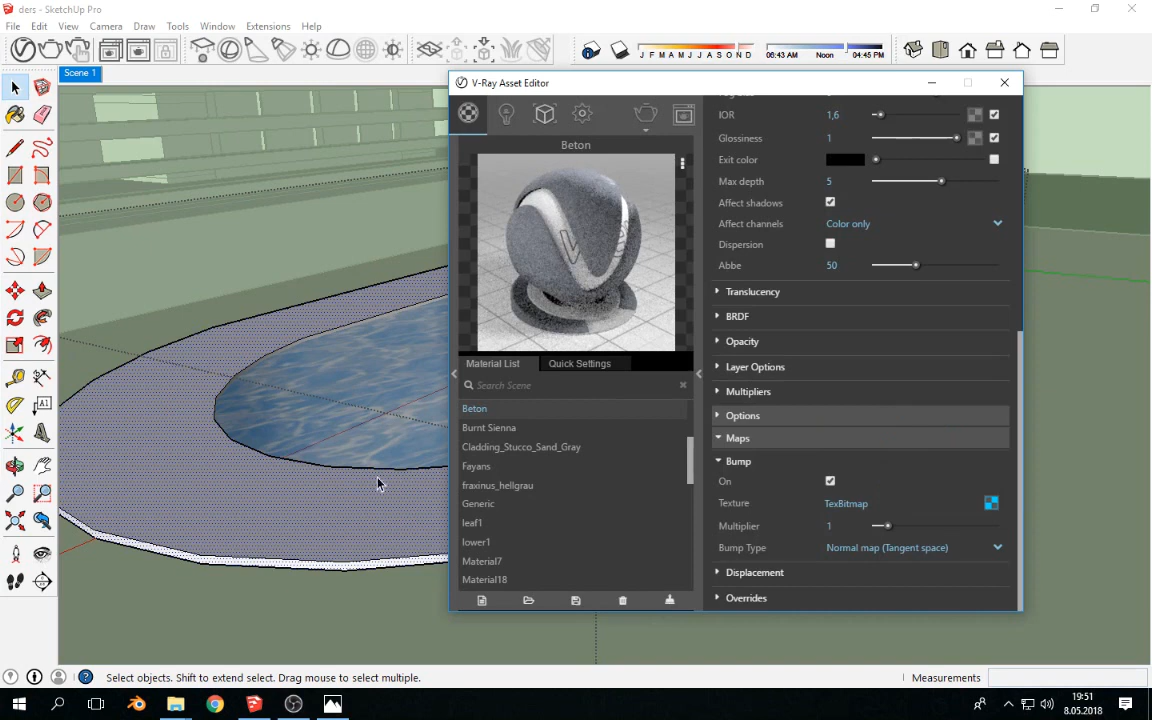 ders - SketchUp Pro
File Edit View Camera Draw Tools Window Extensions Help
J F M A M J J A S O N D
06:43 AM Noon 04:45 PM
Scene 1
V-Ray Asset Editor
Beton
IOR 1,6
Glossiness 1
Exit color
Max depth 5
Affect shadows
Affect channels Color only
Dispersion
Abbe 50
Translucency
BRDF
Opacity
Layer Options
Multipliers
Options
Maps
Bump
On
Texture TexBitmap
Multiplier 1
Bump Type Normal map (Tangent space)
Displacement
Overrides
Material List Quick Settings
Search Scene
Beton
Burnt Sienna
Cladding_Stucco_Sand_Gray
Fayans
fraxinus_hellgrau
Generic
leaf1
lower1
Material7
Material18
Select objects. Shift to extend select. Drag mouse to select multiple.
Measurements
19:51
8.05.2018